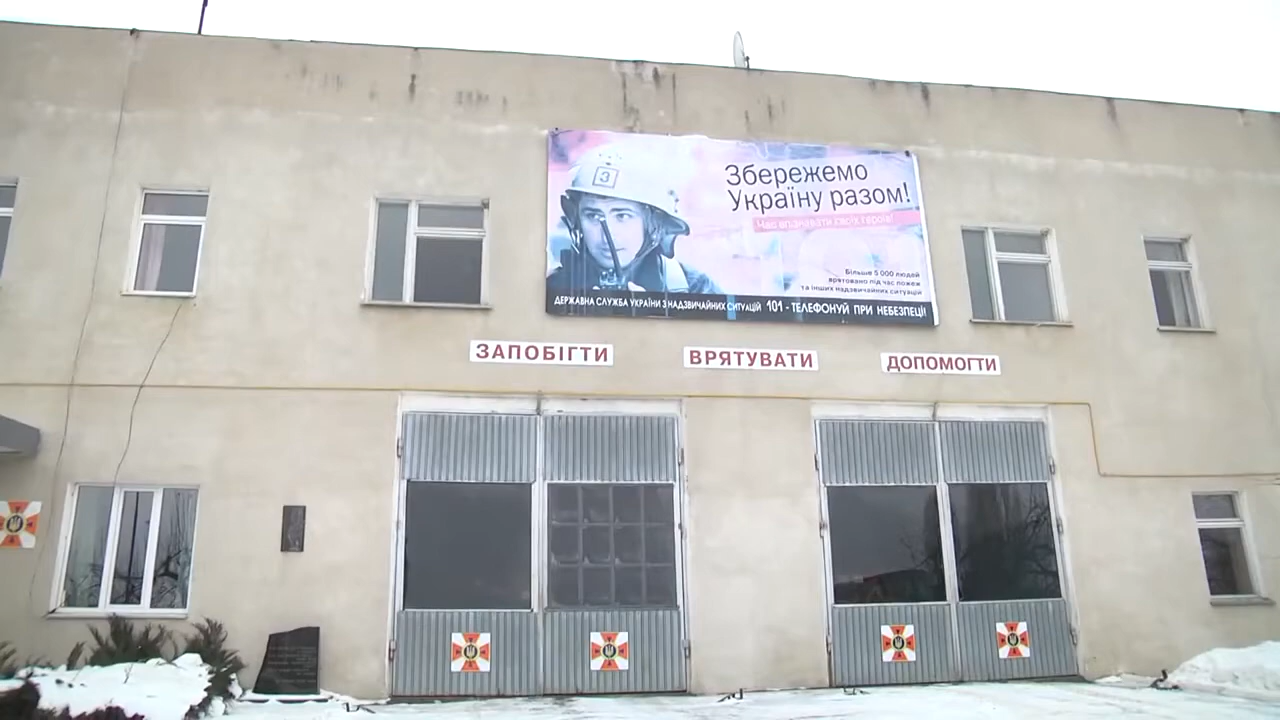 З
Збережемо
Україну разом!
Час впізнавати своїх героїв!
Більше 5 000 людей
врятовано під час пожеж
та інших надзвичайних ситуацій
ДЕРЖАВНА СЛУЖБА УКРАЇНИ З НАДЗВИЧАЙНИХ СИТУАЦІЙ 101 - ТЕЛЕФОНУЙ ПРИ НЕБЕЗПЕЦІ!
ЗАПОБІГТИ ВРЯТУВАТИ ДОПОМОГТИ